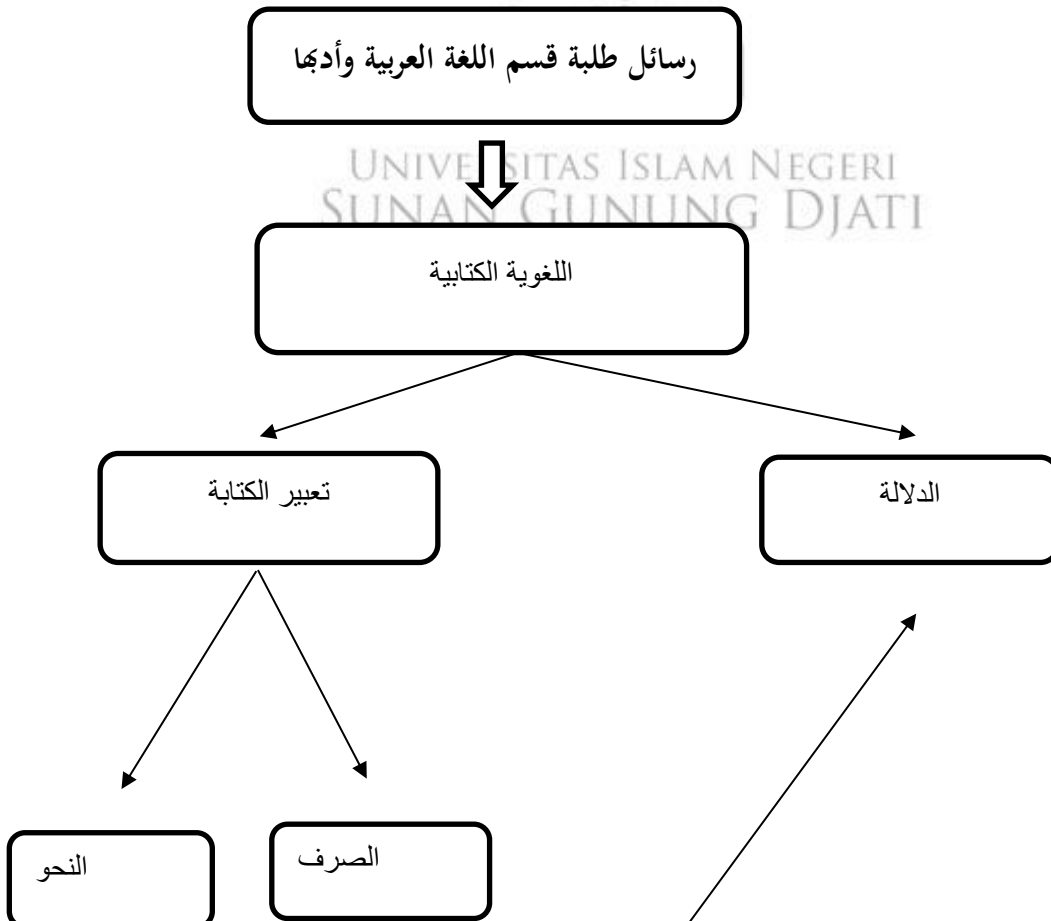 رسائل طلبة قسم اللغة العربية وأدبها
UNIVERSITAS ISLAM NEGERI
SUNAN GUNUNG DJATI
اللغوية الكتابية
تعبير الكتابة
الدلالة
النحو
الصرف